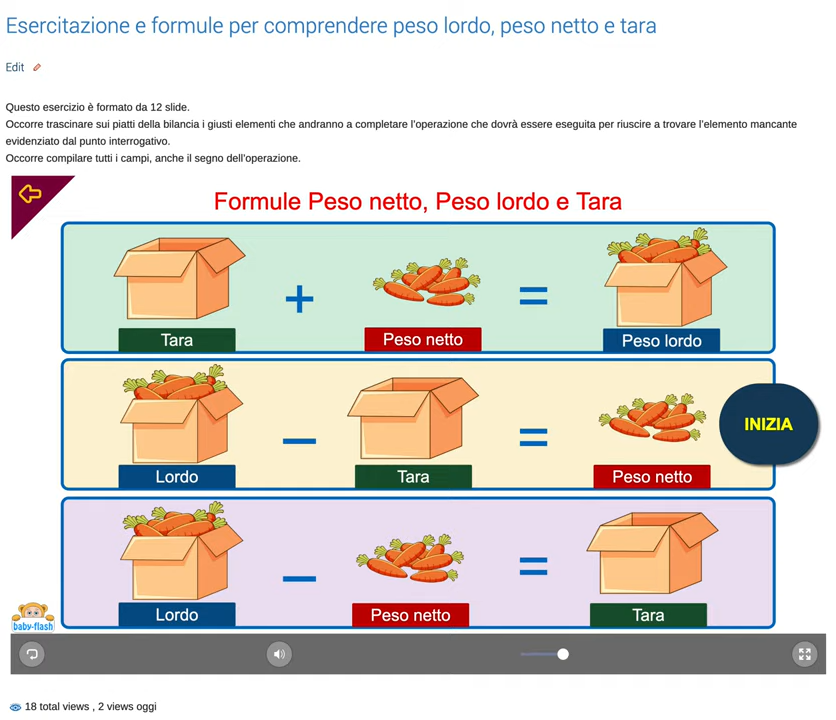 Esercitazione e formule per comprendere peso lordo, peso netto e tara
Edit
Questo esercizio è formato da 12 slide.
Occorre trascinare sui piatti della bilancia i giusti elementi che andranno a completare l'operazione che dovrà essere eseguita per riuscire a trovare l'elemento mancante
evidenziato dal punto interrogativo.
Occorre compilare tutti i campi, anche il segno dell'operazione.
Formule Peso netto, Peso lordo e Tara
+ =
Tara Peso netto Peso lordo
− =
INIZIA
Lordo Tara Peso netto
− =
Lordo Peso netto Tara
baby-flash
18 total views , 2 views oggi